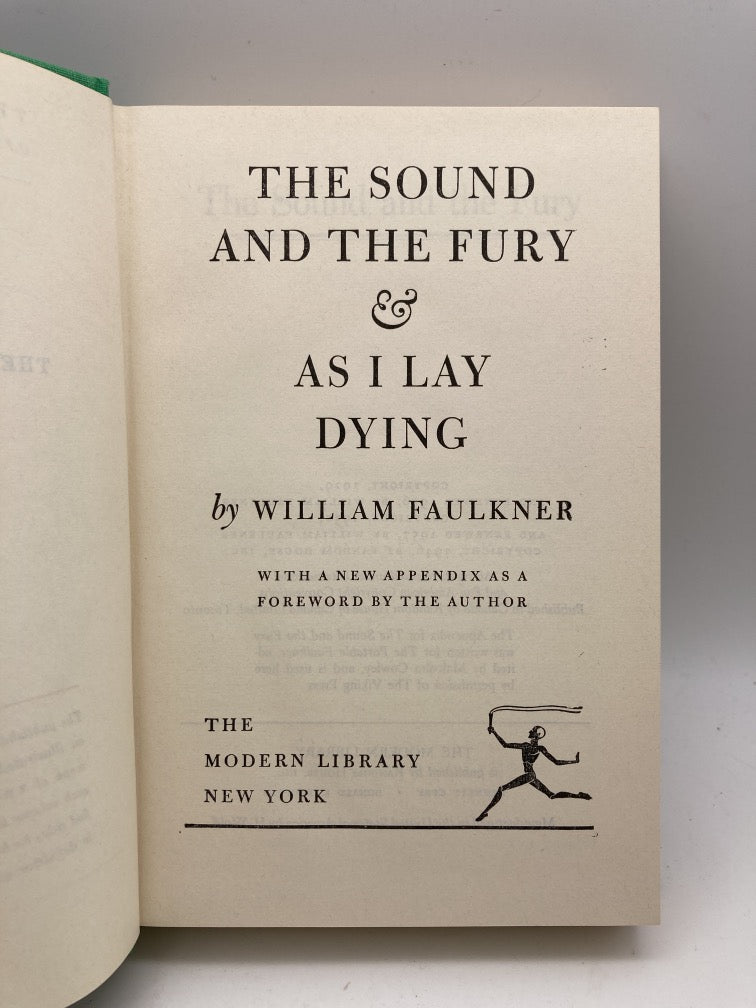 THE SOUND
AND THE FURY
&
AS I LAY
DYING
by WILLIAM FAULKNER
WITH A NEW APPENDIX AS A
FOREWORD BY THE AUTHOR
THE
MODERN LIBRARY
NEW YORK